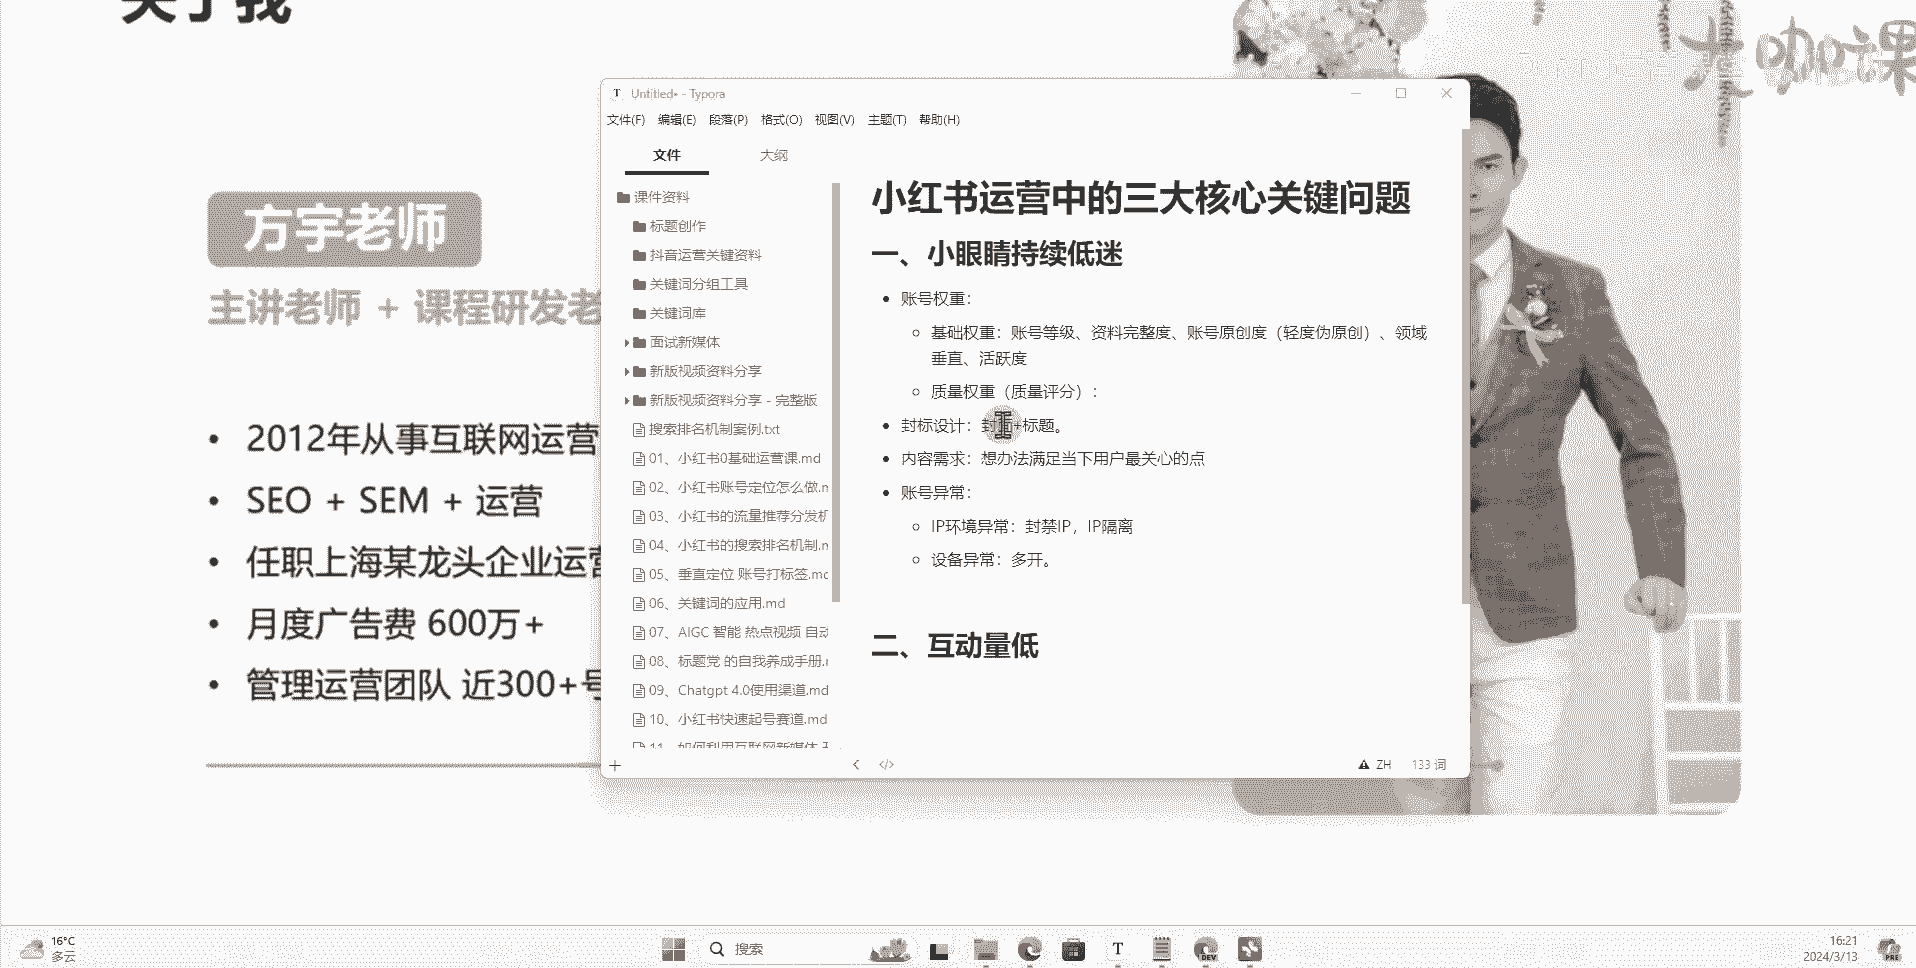 关于我
大咖课
方宇老师
主讲老师 + 课程研发老
• 2012年从事互联网运营
• SEO + SEM + 运营
• 任职上海某龙头企业运营
• 月度广告费 600万+
• 管理运营团队 近300+号
Untitled• - Typora
文件(F) 编辑(E) 段落(P) 格式(O) 视图(V) 主题(T) 帮助(H)
文件 大纲
课件资料
标题创作
抖音运营关键资料
关键词分组工具
关键词库
面试新媒体
新版视频资料分享
新版视频资料分享 - 完整版
搜索排名机制案例.txt
01、小红书0基础运营课.md
02、小红书账号定位怎么做.m
03、小红书的流量推荐分发机
04、小红书的搜索排名机制.m
05、垂直定位 账号打标签.md
06、关键词的应用.md
07、AIGC 智能 热点视频 自动
08、标题党 的自我养成手册.
09、Chatgpt 4.0使用渠道.md
10、小红书快速起号赛道.md
11、如何利用互联网新媒体
小红书运营中的三大核心关键问题
一、小眼睛持续低迷
• 账号权重：
基础权重：账号等级、资料完整度、账号原创度（轻度伪原创）、领域
垂直、活跃度
质量权重（质量评分）：
• 封标设计：封面+标题。
• 内容需求：想办法满足当下用户最关心的点
• 账号异常：
IP环境异常：封禁IP，IP隔离
设备异常：多开。
二、互动量低
ZH 133 词
16°C
多云
搜索
T
DEV
16:21
2024/3/13
PRE